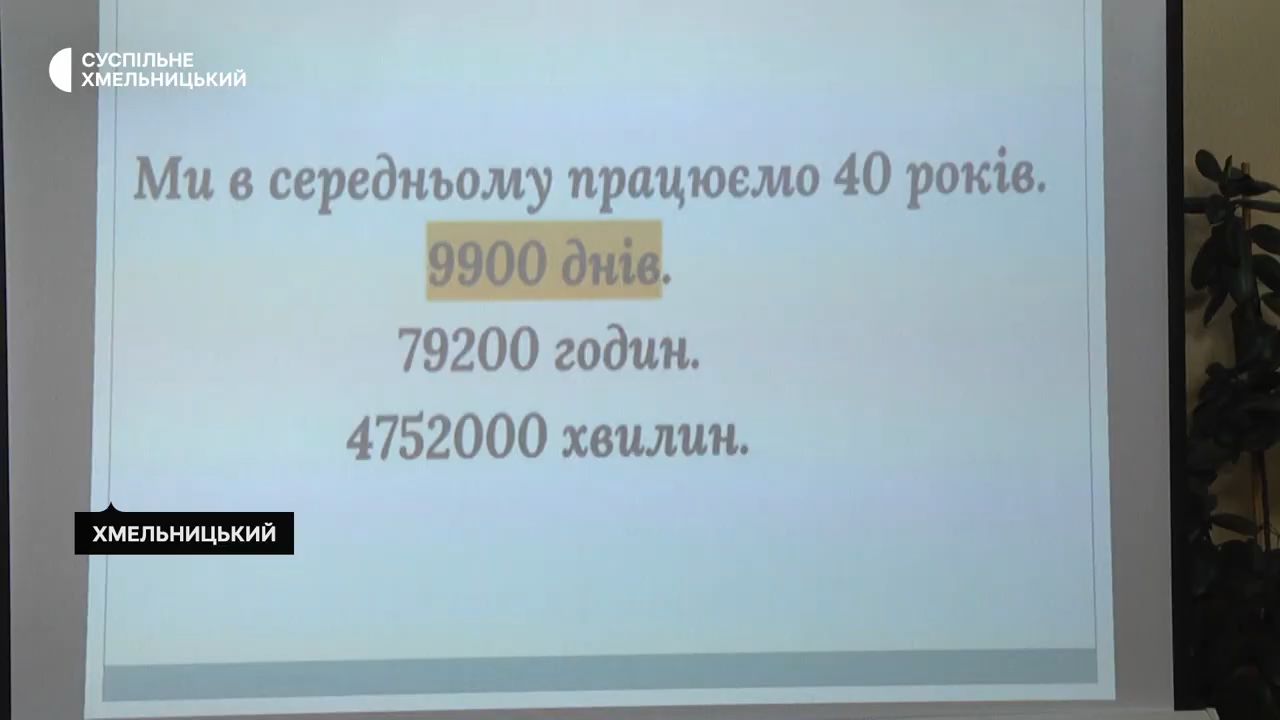 СУСПІЛЬНЕ
ХМЕЛЬНИЦЬКИЙ
Ми в середньому працюємо 40 років.
9900 днів.
79200 годин.
4752000 хвилин.
ХМЕЛЬНИЦЬКИЙ